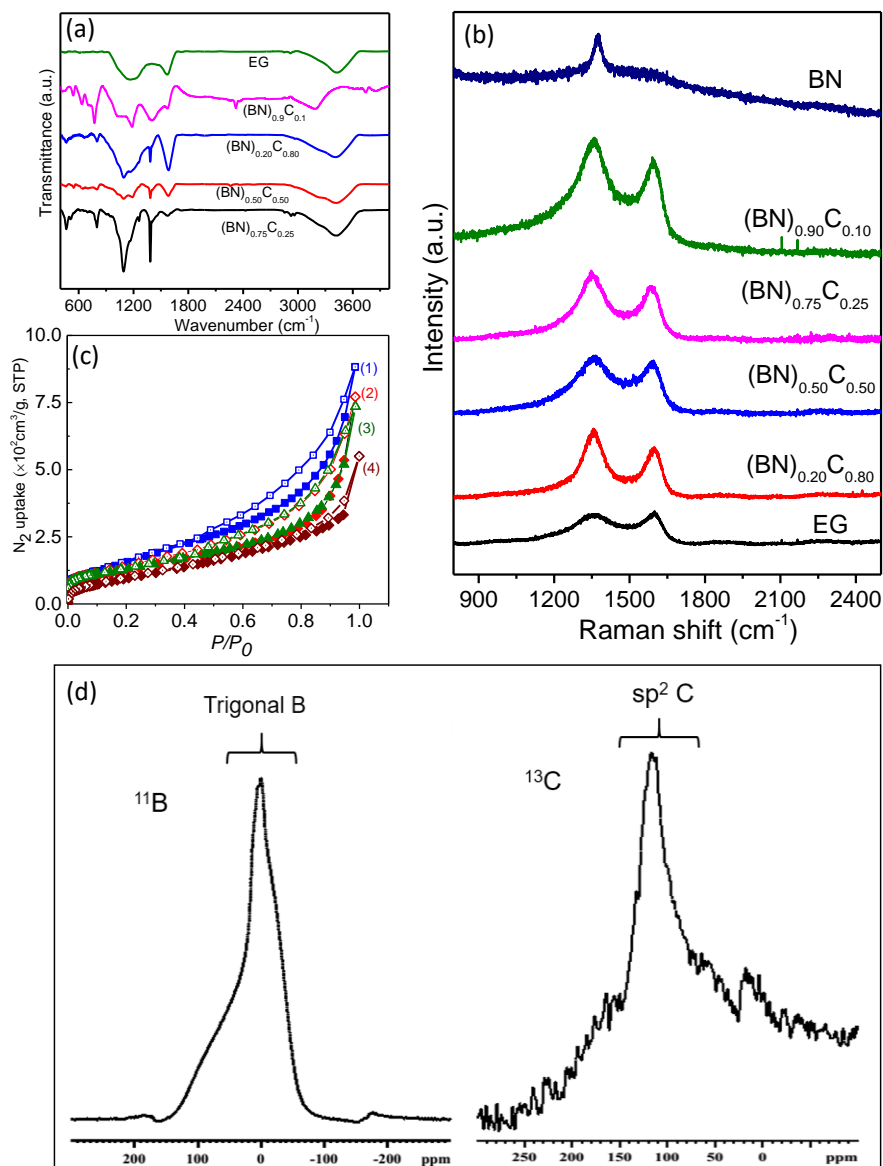 (a)
EG
(BN)0.9C0.1
(BN)0.20C0.80
(BN)0.50C0.50
(BN)0.75C0.25
Transmittance (a.u.)
600 1200 1800 2400 3000 3600
Wavenumber (cm-1)
(b)
BN
(BN)0.90C0.10
(BN)0.75C0.25
(BN)0.50C0.50
(BN)0.20C0.80
EG
Intensity (a.u.)
900 1200 1500 1800 2100 2400
Raman shift (cm-1)
(c)
10.0
7.5
5.0
2.5
0.0
N2 uptake (×102cm3/g, STP)
(1)
(2)
(3)
(4)
0.0 0.2 0.4 0.6 0.8 1.0
P/P0
(d)
Trigonal B
11B
200 100 0 -100 -200 ppm
sp2 C
13C
300 250 200 150 100 50 0 ppm